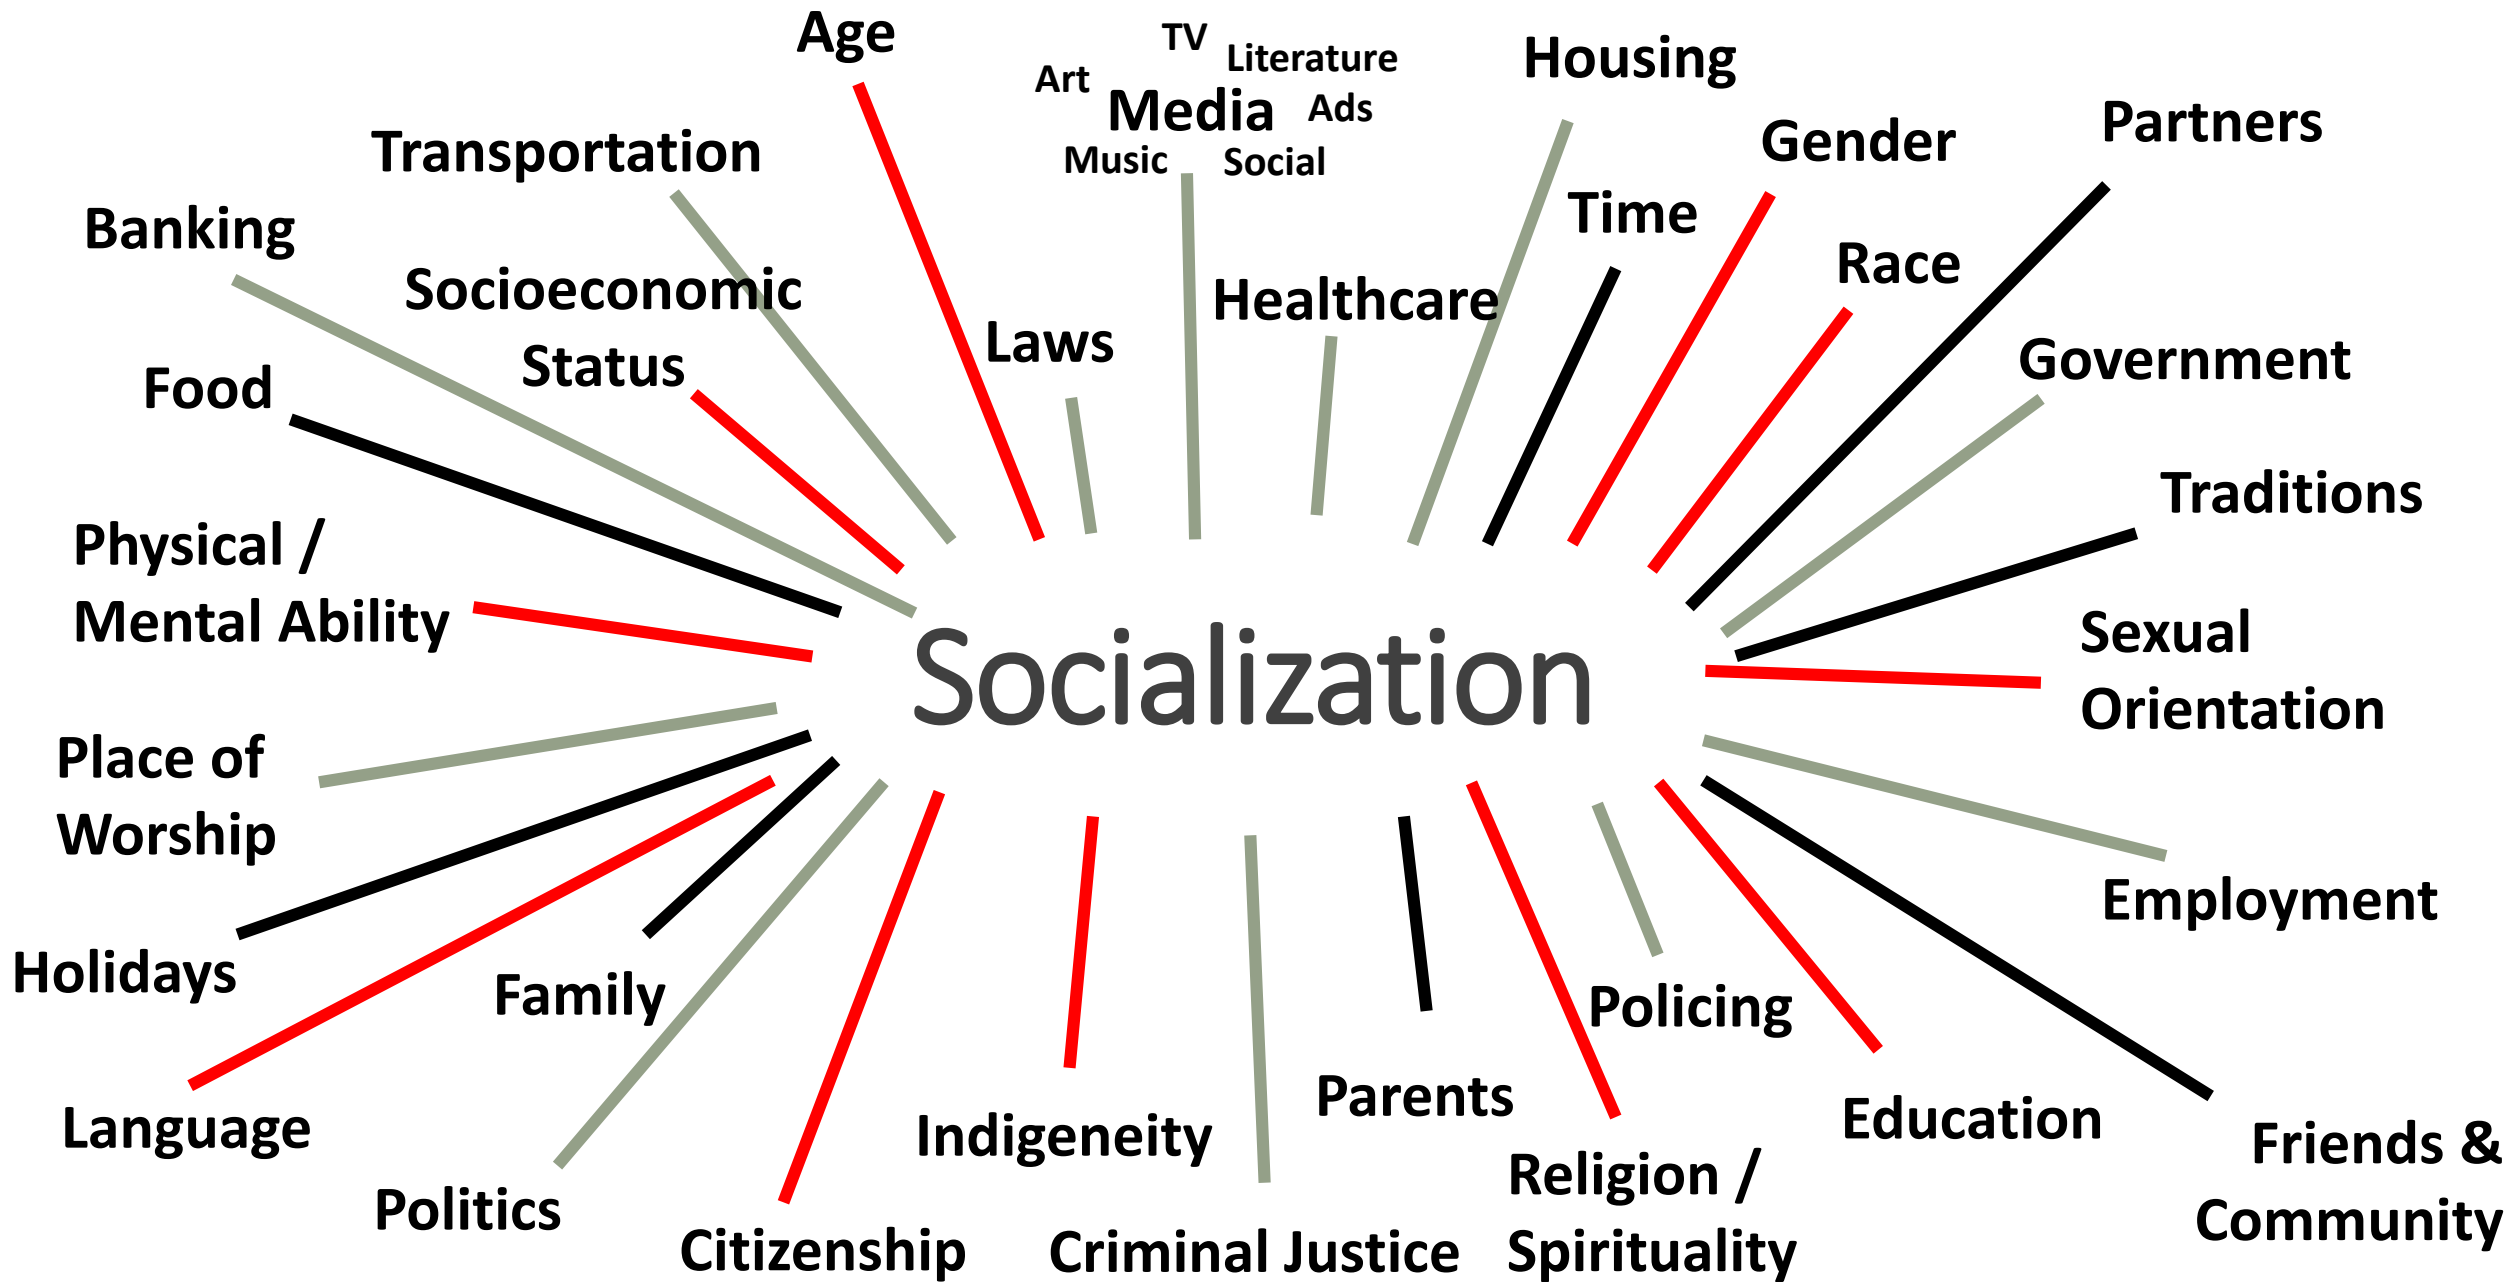 Age
TV
Literature
Art
Media
Ads
Music
Social
Housing
Partners
Gender
Transportation
Time
Banking
Race
Socioeconomic
Status
Healthcare
Laws
Government
Food
Traditions
Physical /
Mental Ability
Sexual
Orientation
Socialization
Place of
Worship
Employment
Holidays
Family
Policing
Parents
Language
Indigeneity
Education
Friends &
Community
Religion /
Spirituality
Politics
Citizenship
Criminal Justice